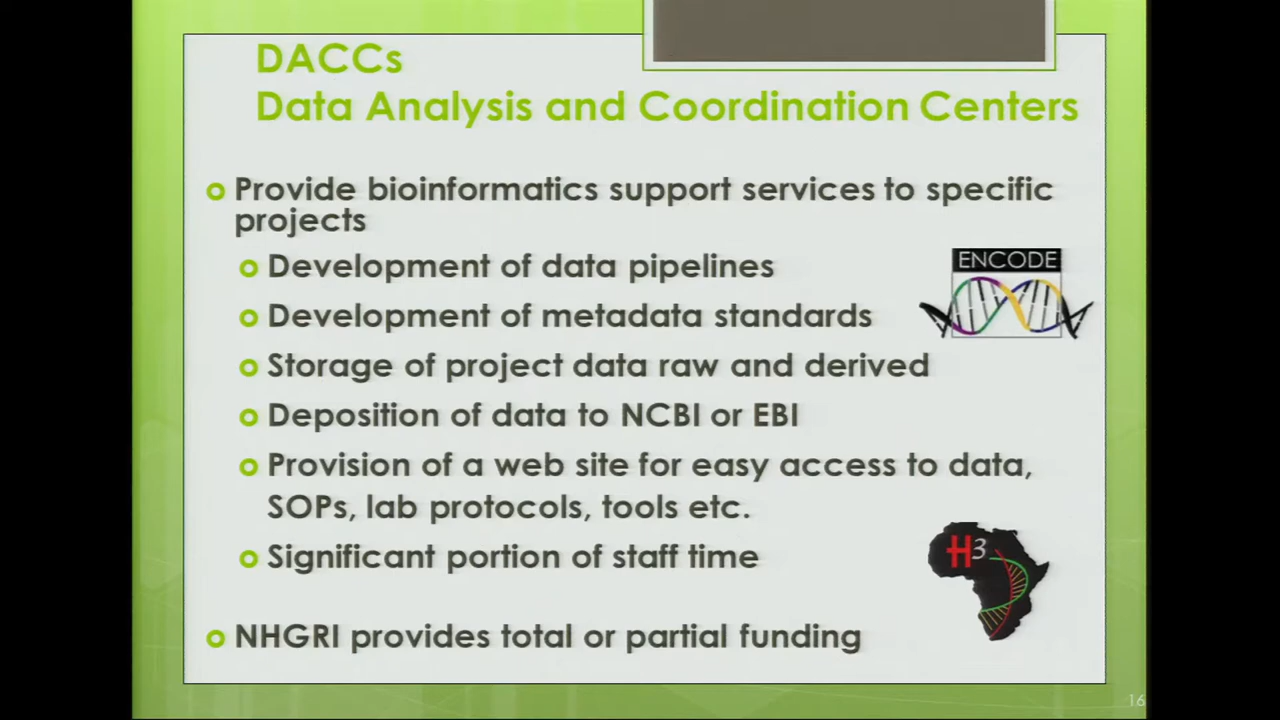 DACCs
Data Analysis and Coordination Centers
Provide bioinformatics support services to specific
projects
Development of data pipelines
ENCODE
Development of metadata standards
Storage of project data raw and derived
Deposition of data to NCBI or EBI
Provision of a web site for easy access to data,
SOPs, lab protocols, tools etc.
H3
Significant portion of staff time
NHGRI provides total or partial funding
16